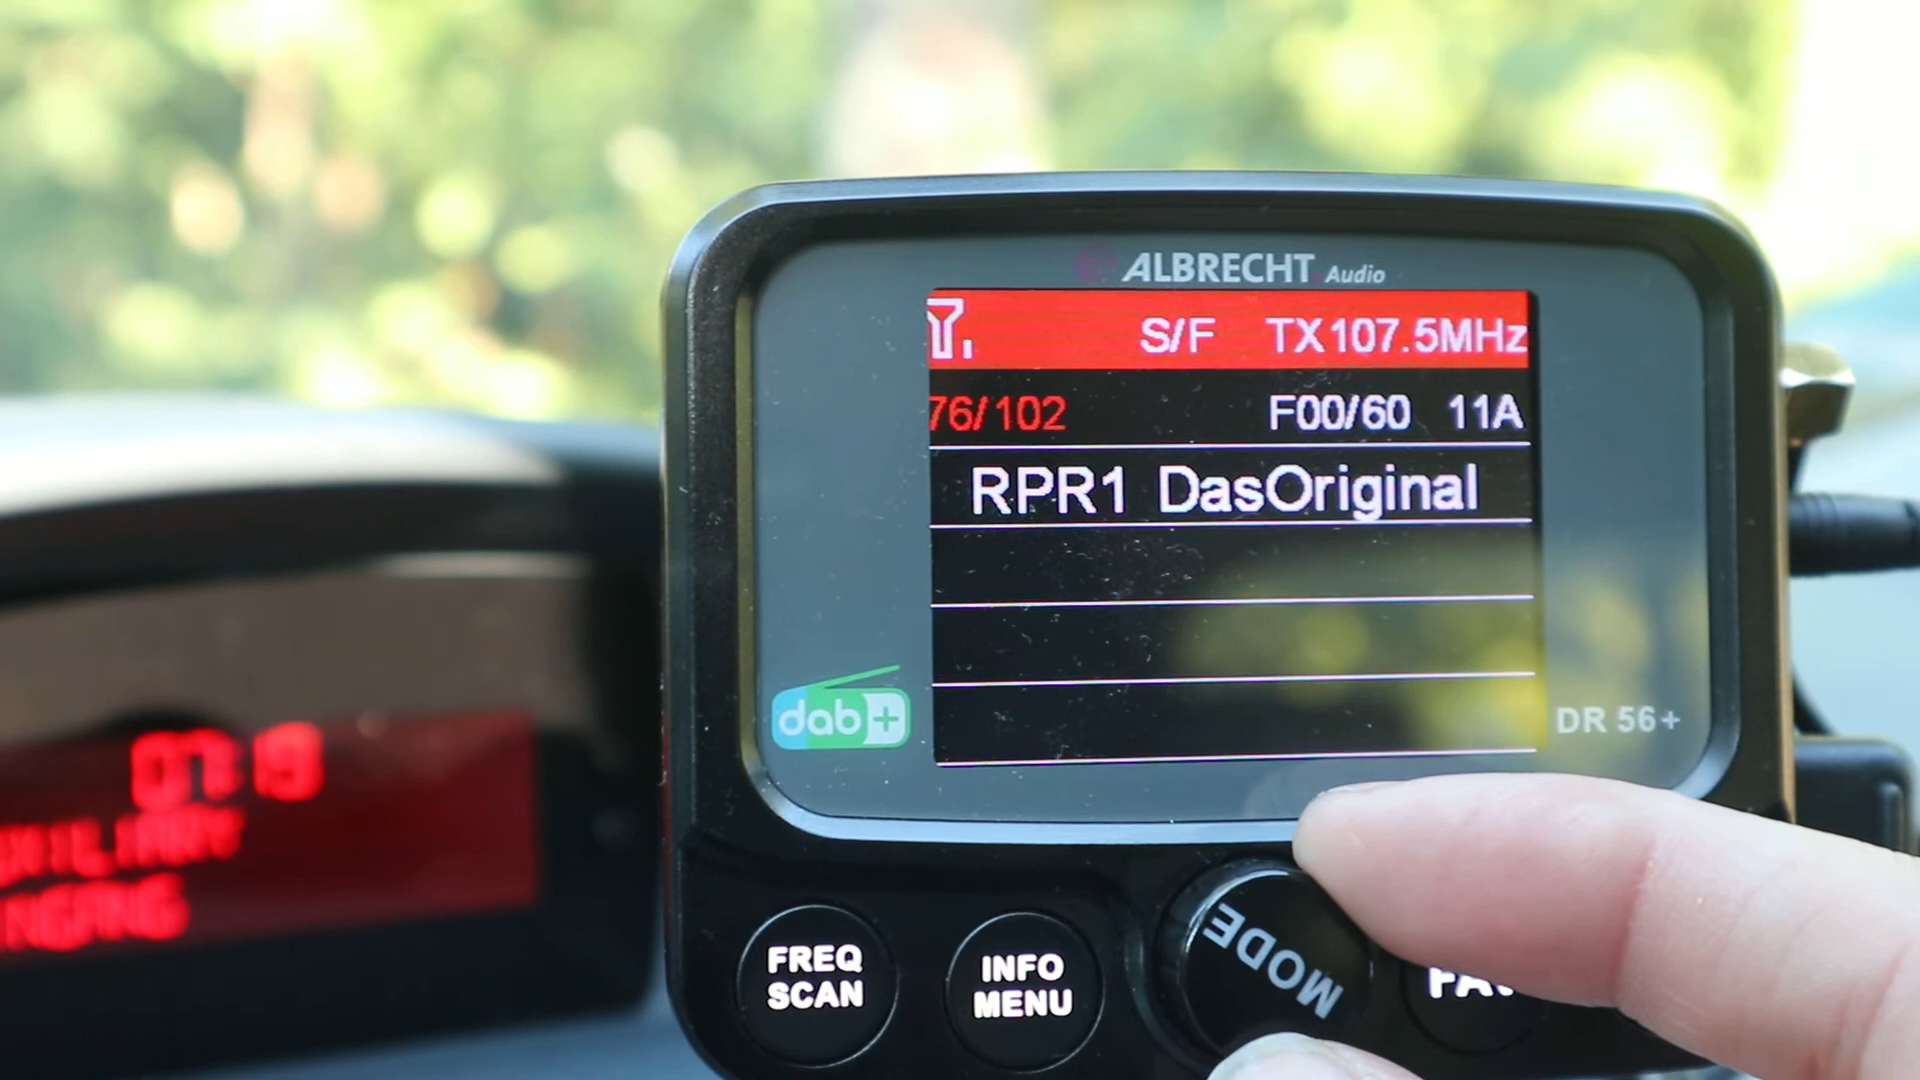 ALBRECHT Audio
S/F TX107.5MHz
76/102 F00/60 11A
RPR1 DasOriginal
dab+
DR 56+
FREQ
SCAN
INFO
MENU
MODE